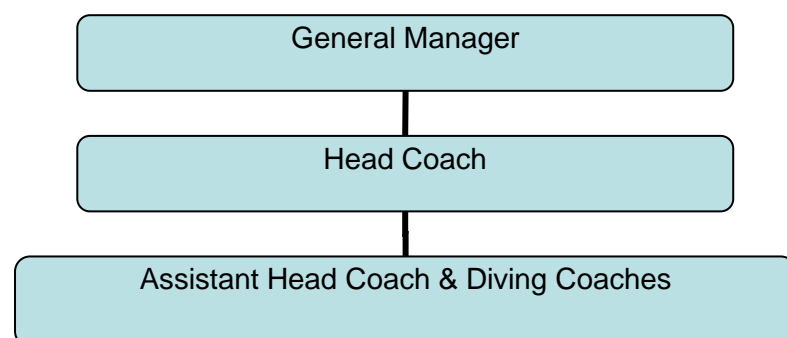 General Manager
Head Coach
Assistant Head Coach & Diving Coaches